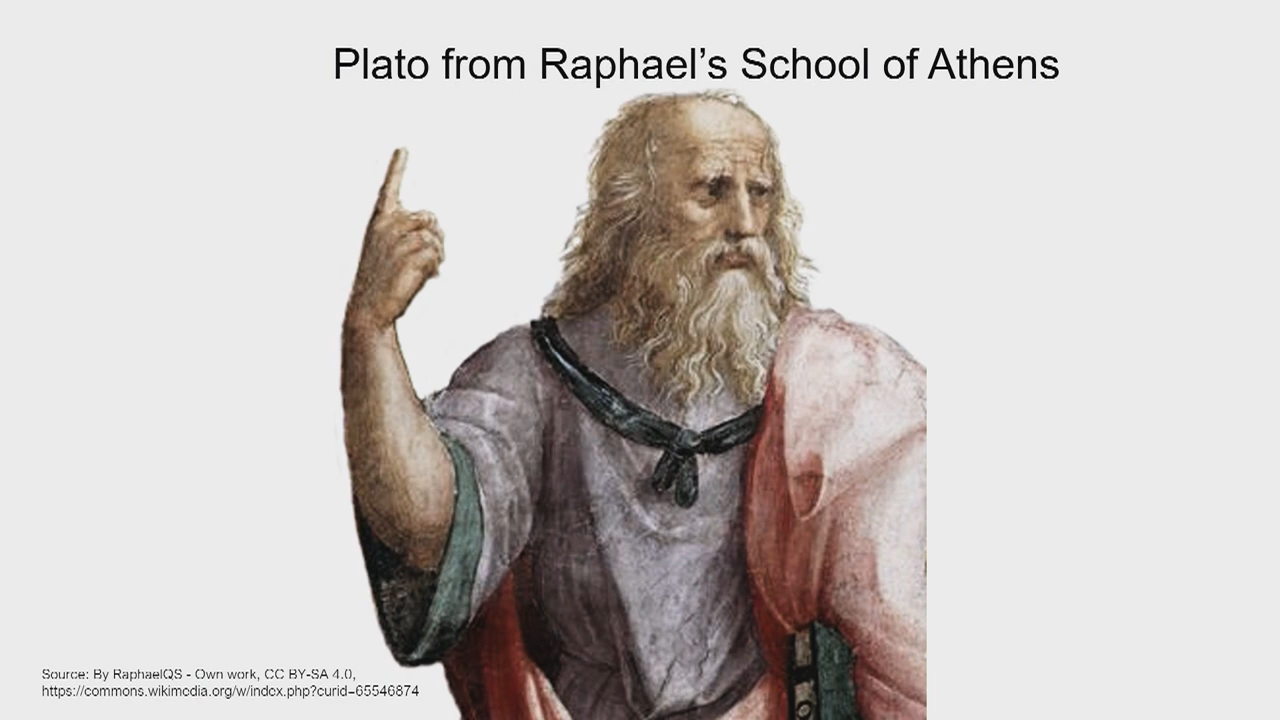 Plato from Raphael’s School of Athens
Source: By RaphaelQS - Own work, CC BY-SA 4.0,
https://commons.wikimedia.org/w/index.php?curid=65546874